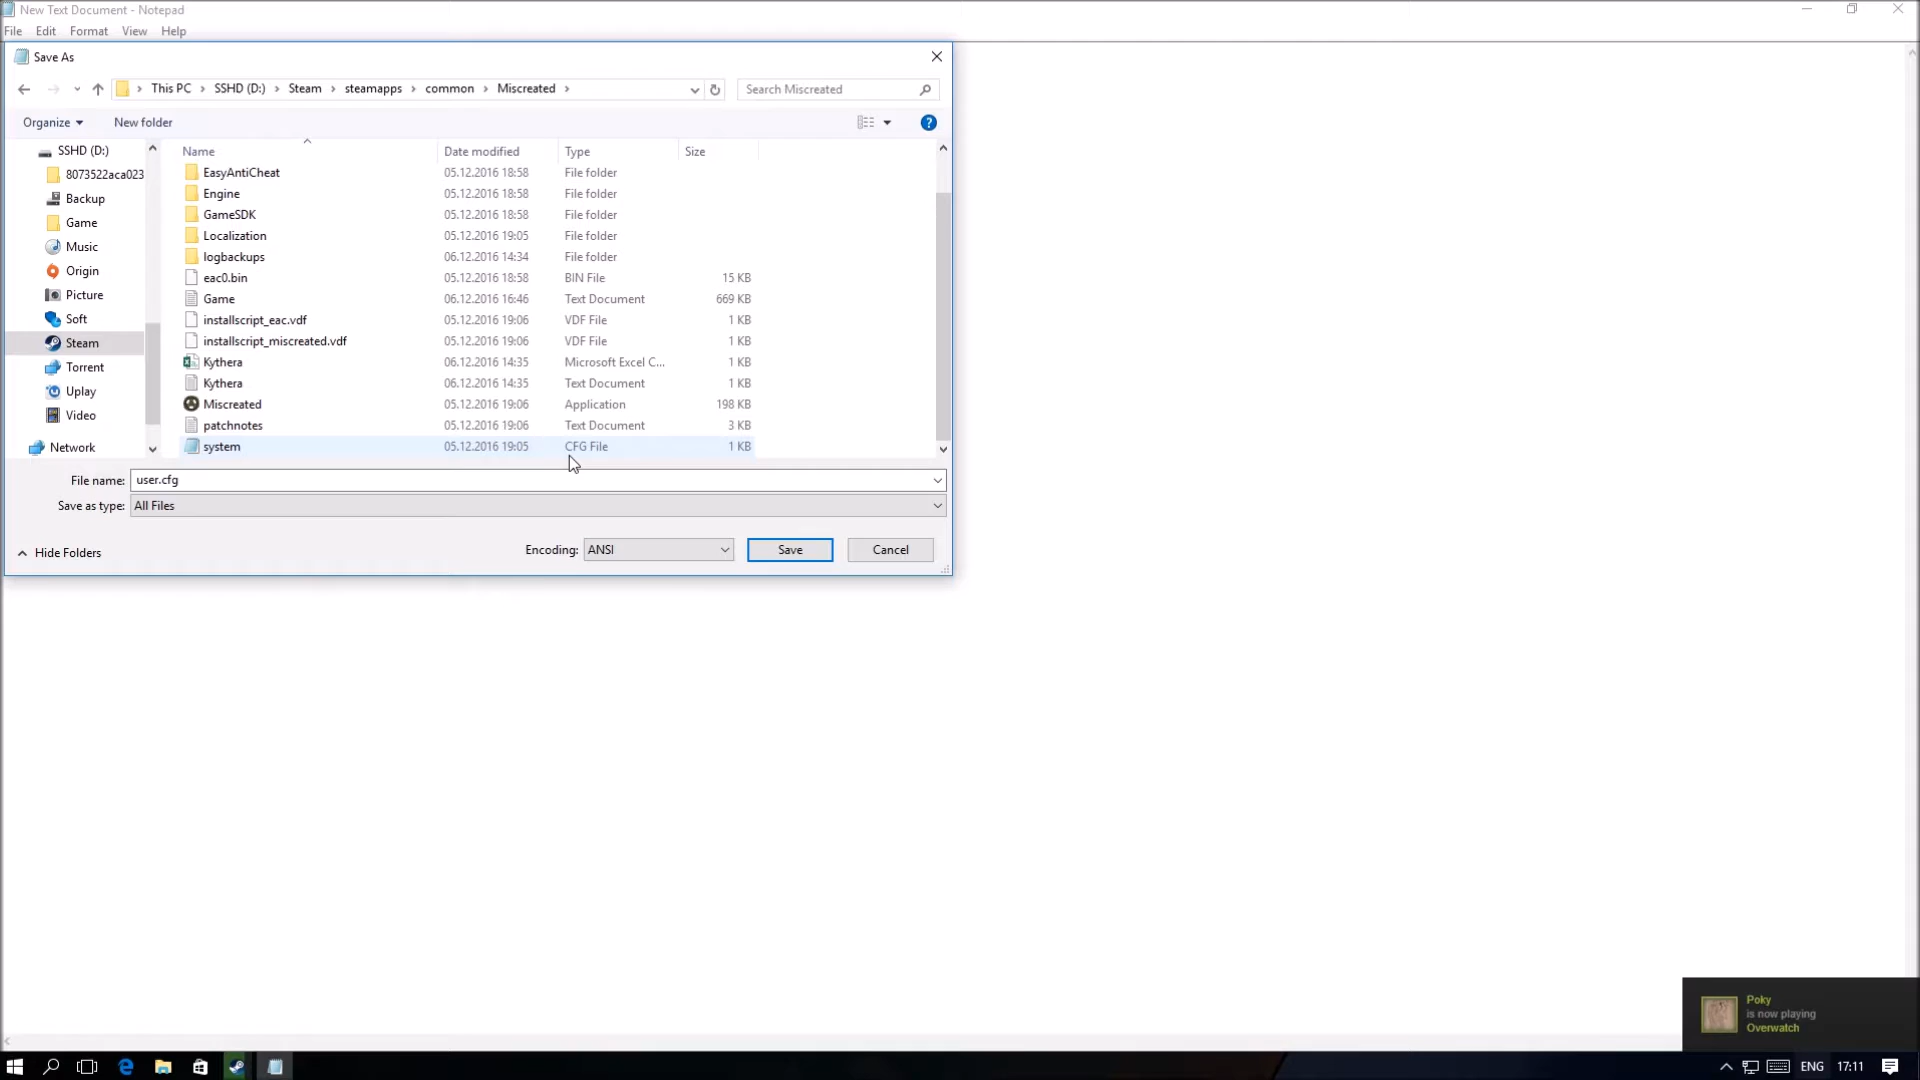 New Text Document - Notepad
File Edit Format View Help
Save As
This PC SSHD (D:) Steam steamapps common Miscreated
Search Miscreated
Organize New folder
Name Date modified Type Size
EasyAntiCheat 05.12.2016 18:58 File folder
Engine 05.12.2016 18:58 File folder
GameSDK 05.12.2016 18:58 File folder
Localization 05.12.2016 19:05 File folder
logbackups 06.12.2016 14:34 File folder
eac0.bin 05.12.2016 18:58 BIN File 15 KB
Game 06.12.2016 16:46 Text Document 669 KB
installscript_eac.vdf 05.12.2016 19:06 VDF File 1 KB
installscript_miscreated.vdf 05.12.2016 19:06 VDF File 1 KB
Kythera 06.12.2016 14:35 Microsoft Excel C... 1 KB
Kythera 06.12.2016 14:35 Text Document 1 KB
Miscreated 05.12.2016 19:06 Application 198 KB
patchnotes 05.12.2016 19:06 Text Document 3 KB
system 05.12.2016 19:05 CFG File 1 KB
SSHD (D:)
8073522aca023
Backup
Game
Music
Origin
Picture
Soft
Steam
Torrent
Uplay
Video
Network
File name: user.cfg
Save as type: All Files
Hide Folders
Encoding: ANSI Save Cancel
Poky
is now playing
Overwatch
ENG 17:11